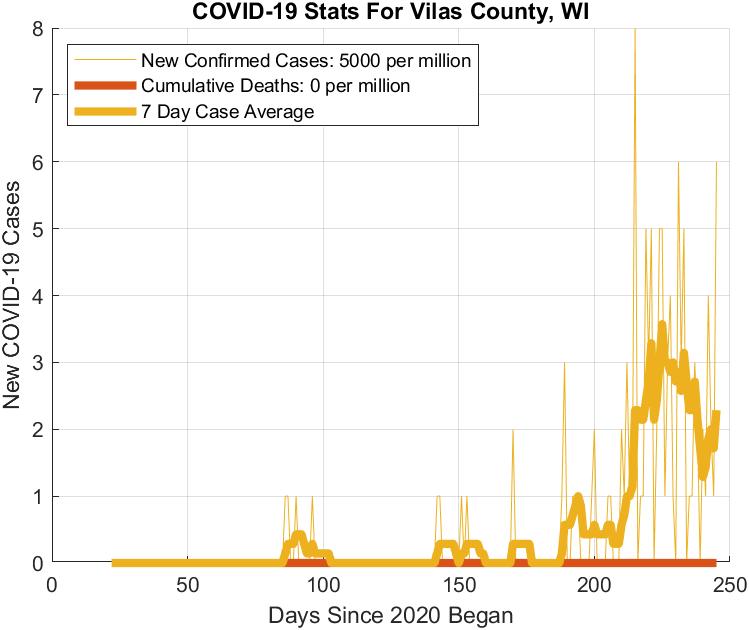 COVID-19 Stats For Vilas County, WI
New Confirmed Cases: 5000 per million
Cumulative Deaths: 0 per million
7 Day Case Average
New COVID-19 Cases
8
7
6
5
4
3
2
1
0
0 50 100 150 200 250
Days Since 2020 Began